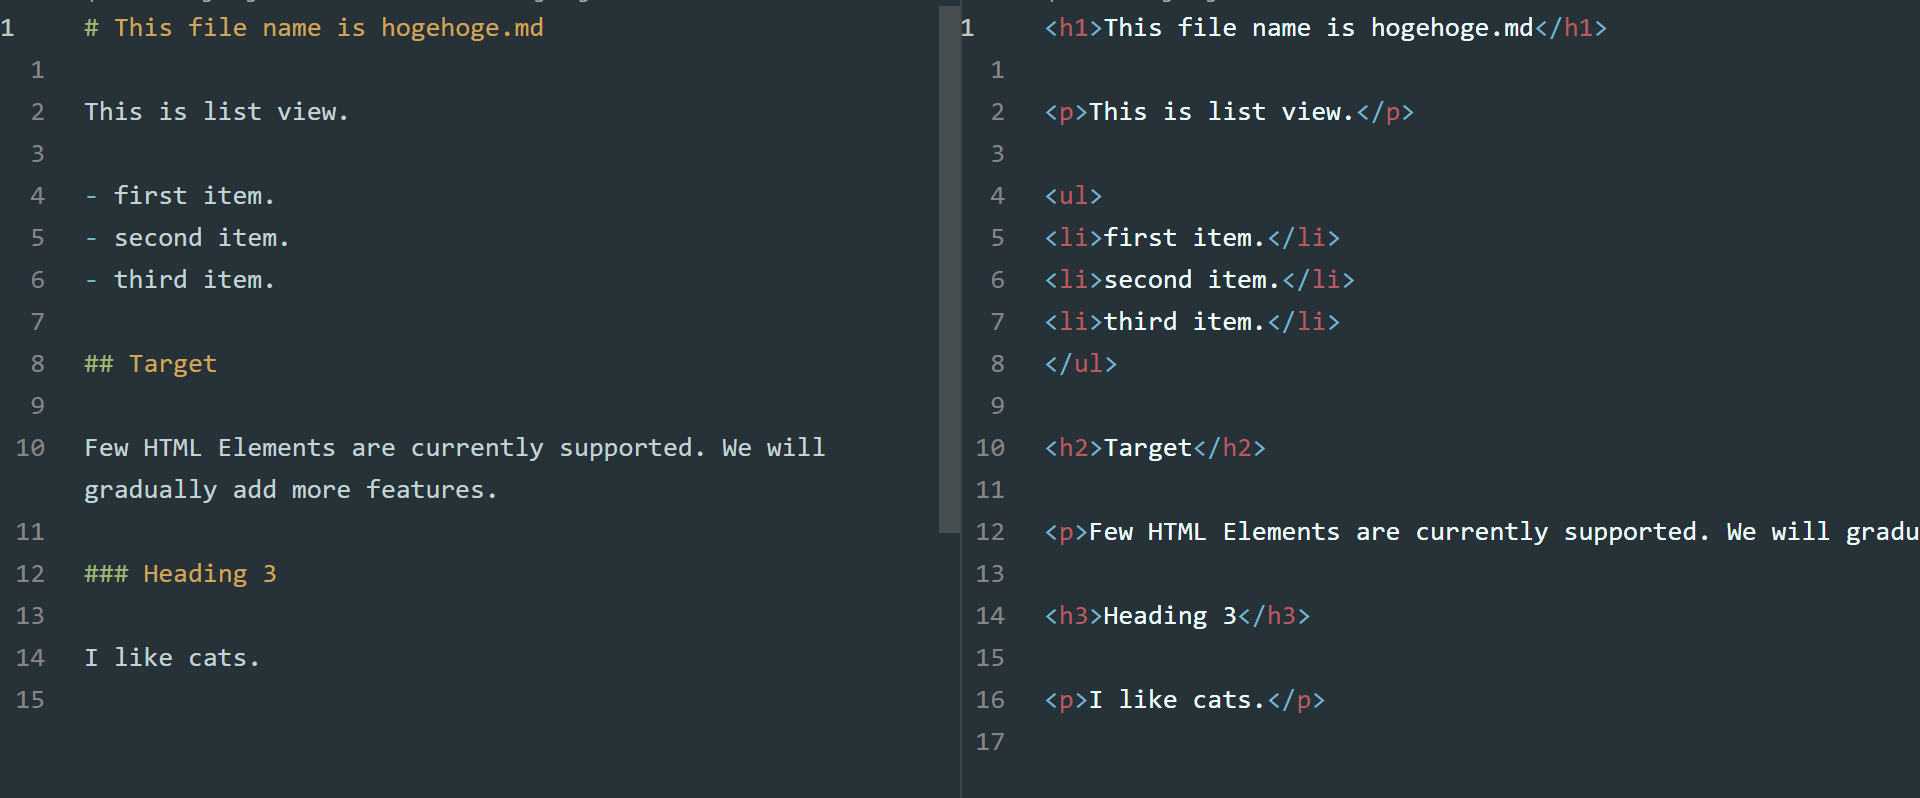 1 # This file name is hogehoge.md
1
2 This is list view.
3
4 - first item.
5 - second item.
6 - third item.
7
8 ## Target
9
10 Few HTML Elements are currently supported. We will
gradually add more features.
11
12 ### Heading 3
13
14 I like cats.
15
1 <h1>This file name is hogehoge.md</h1>
1
2 <p>This is list view.</p>
3
4 <ul>
5 <li>first item.</li>
6 <li>second item.</li>
7 <li>third item.</li>
8 </ul>
9
10 <h2>Target</h2>
11
12 <p>Few HTML Elements are currently supported. We will gradu
13
14 <h3>Heading 3</h3>
15
16 <p>I like cats.</p>
17